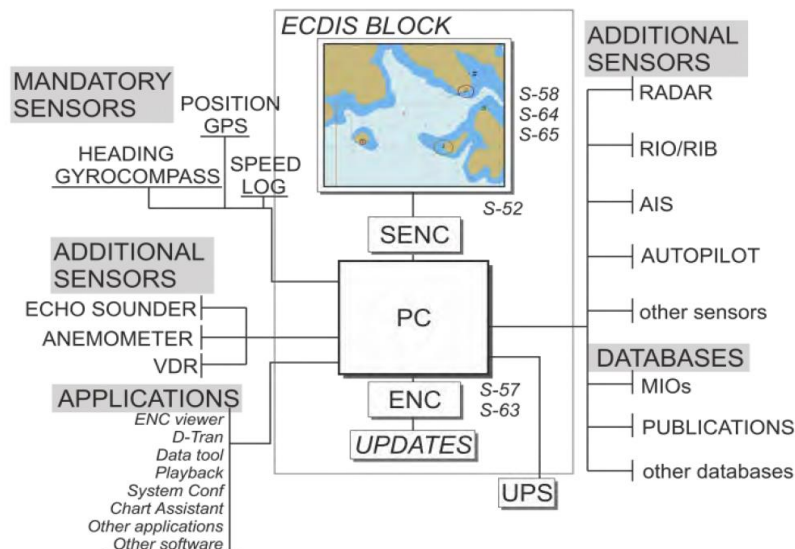 ECDIS BLOCK
S-58
S-64
S-65
S-52
SENC
PC
ENC
S-57
S-63
UPDATES
UPS
MANDATORY
SENSORS
POSITION
GPS
HEADING
GYROCOMPASS
SPEED
LOG
ADDITIONAL
SENSORS
ECHO SOUNDER
ANEMOMETER
VDR
APPLICATIONS
ENC viewer
D-Tran
Data tool
Playback
System Conf
Chart Assistant
Other applications
Other software
ADDITIONAL
SENSORS
RADAR
RIO/RIB
AIS
AUTOPILOT
other sensors
DATABASES
MIOs
PUBLICATIONS
other databases